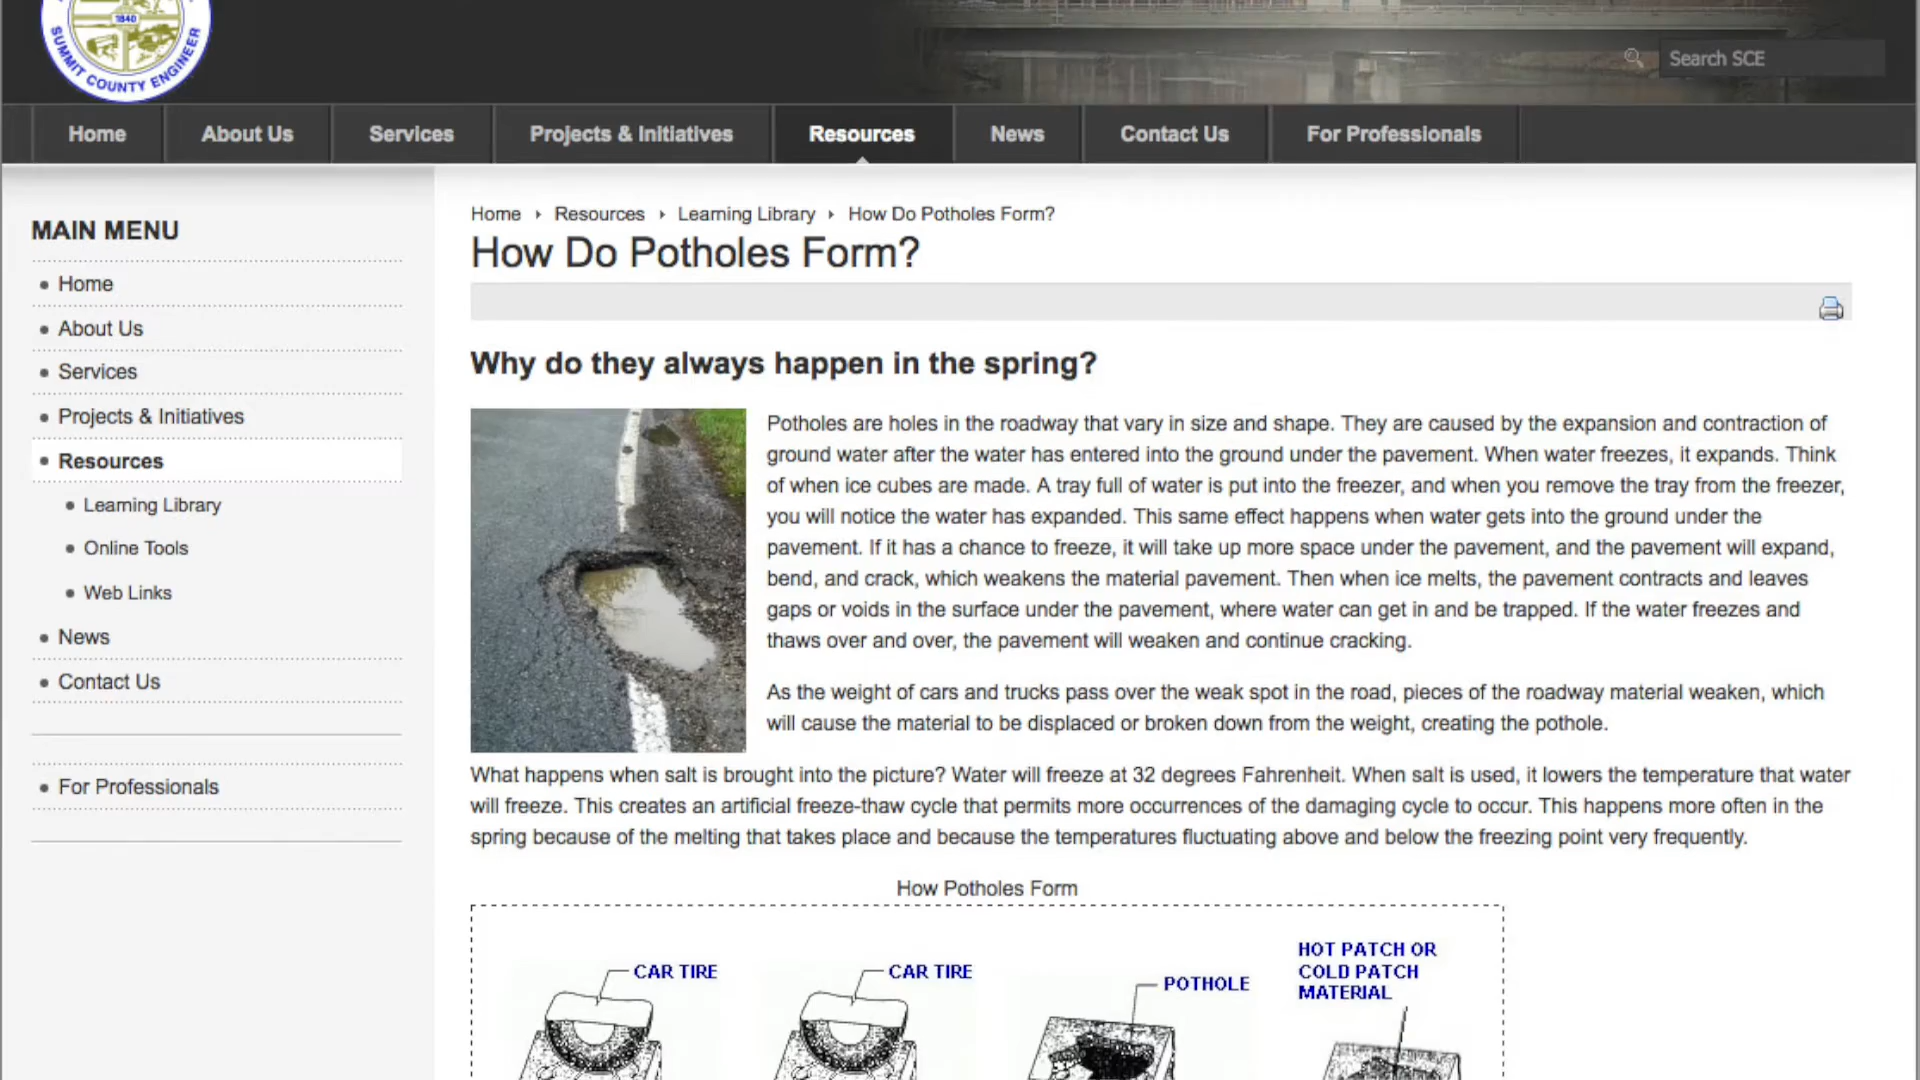 1840
SUMMIT COUNTY ENGINEER
Search SCE
Home About Us Services Projects & Initiatives Resources News Contact Us For Professionals
MAIN MENU
Home
About Us
Services
Projects & Initiatives
Resources
Learning Library
Online Tools
Web Links
News
Contact Us
For Professionals
Home Resources Learning Library How Do Potholes Form?
How Do Potholes Form?
Why do they always happen in the spring?
Potholes are holes in the roadway that vary in size and shape. They are caused by the expansion and contraction of
ground water after the water has entered into the ground under the pavement. When water freezes, it expands. Think
of when ice cubes are made. A tray full of water is put into the freezer, and when you remove the tray from the freezer,
you will notice the water has expanded. This same effect happens when water gets into the ground under the
pavement. If it has a chance to freeze, it will take up more space under the pavement, and the pavement will expand,
bend, and crack, which weakens the material pavement. Then when ice melts, the pavement contracts and leaves
gaps or voids in the surface under the pavement, where water can get in and be trapped. If the water freezes and
thaws over and over, the pavement will weaken and continue cracking.
As the weight of cars and trucks pass over the weak spot in the road, pieces of the roadway material weaken, which
will cause the material to be displaced or broken down from the weight, creating the pothole.
What happens when salt is brought into the picture? Water will freeze at 32 degrees Fahrenheit. When salt is used, it lowers the temperature that water
will freeze. This creates an artificial freeze-thaw cycle that permits more occurrences of the damaging cycle to occur. This happens more often in the
spring because of the melting that takes place and because the temperatures fluctuating above and below the freezing point very frequently.
How Potholes Form
CAR TIRE
CAR TIRE
POTHOLE
HOT PATCH OR
COLD PATCH
MATERIAL